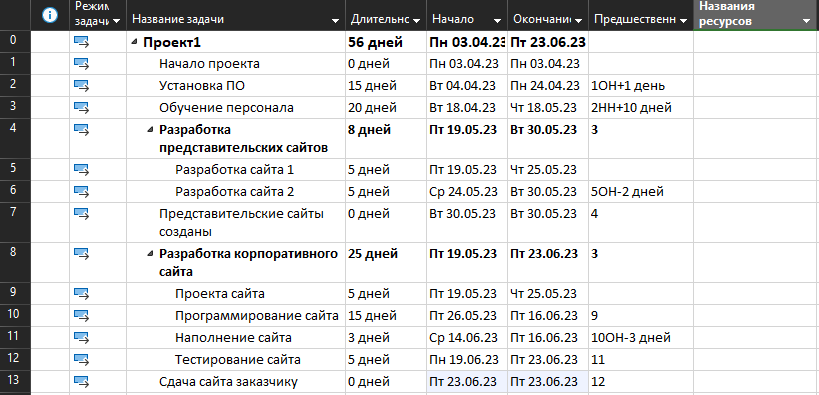 Режим задачи Название задачи Длительно Начало Окончание Предшественн Названия ресурсов
0 Проект1 56 дней Пн 03.04.23 Пт 23.06.23
1 Начало проекта 0 дней Пн 03.04.23 Пн 03.04.23
2 Установка ПО 15 дней Вт 04.04.23 Пн 24.04.23 1ОН+1 день
3 Обучение персонала 20 дней Вт 18.04.23 Чт 18.05.23 2НН+10 дней
4 Разработка 8 дней Пт 19.05.23 Вт 30.05.23 3
представительских сайтов
5 Разработка сайта 1 5 дней Пт 19.05.23 Чт 25.05.23
6 Разработка сайта 2 5 дней Ср 24.05.23 Вт 30.05.23 5ОН-2 дней
7 Представительские сайты 0 дней Вт 30.05.23 Вт 30.05.23 4
созданы
8 Разработка корпоративного 25 дней Пт 19.05.23 Пт 23.06.23 3
сайта
9 Проекта сайта 5 дней Пт 19.05.23 Чт 25.05.23
10 Программирование сайта 15 дней Пт 26.05.23 Пт 16.06.23 9
11 Наполнение сайта 3 дней Ср 14.06.23 Пт 16.06.23 10ОН-3 дней
12 Тестирование сайта 5 дней Пн 19.06.23 Пт 23.06.23 11
13 Сдача сайта заказчику 0 дней Пт 23.06.23 Пт 23.06.23 12